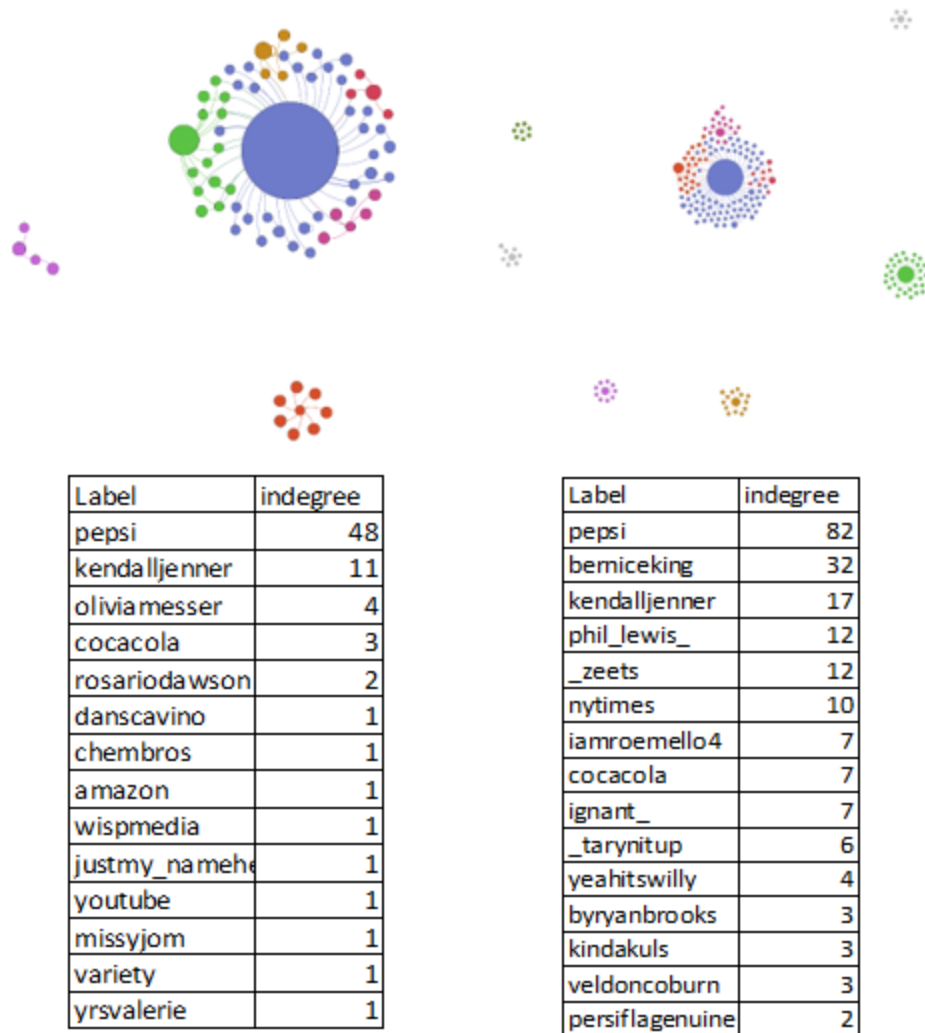 Label indegree
pepsi 48
kendalljenner 11
oliviamesser 4
cocacola 3
rosariodawson 2
danscavino 1
chembros 1
amazon 1
wispmedia 1
justmy_namehe 1
youtube 1
missyjom 1
variety 1
yrsvalerie 1
Label indegree
pepsi 82
berniceking 32
kendalljenner 17
phil_lewis_ 12
_zeets 12
nytimes 10
iamroemello4 7
cocacola 7
ignant_ 7
_tarynitup 6
yeahitswilly 4
byryanbrooks 3
kindakuls 3
veldoncoburn 3
persiflagenuine 2